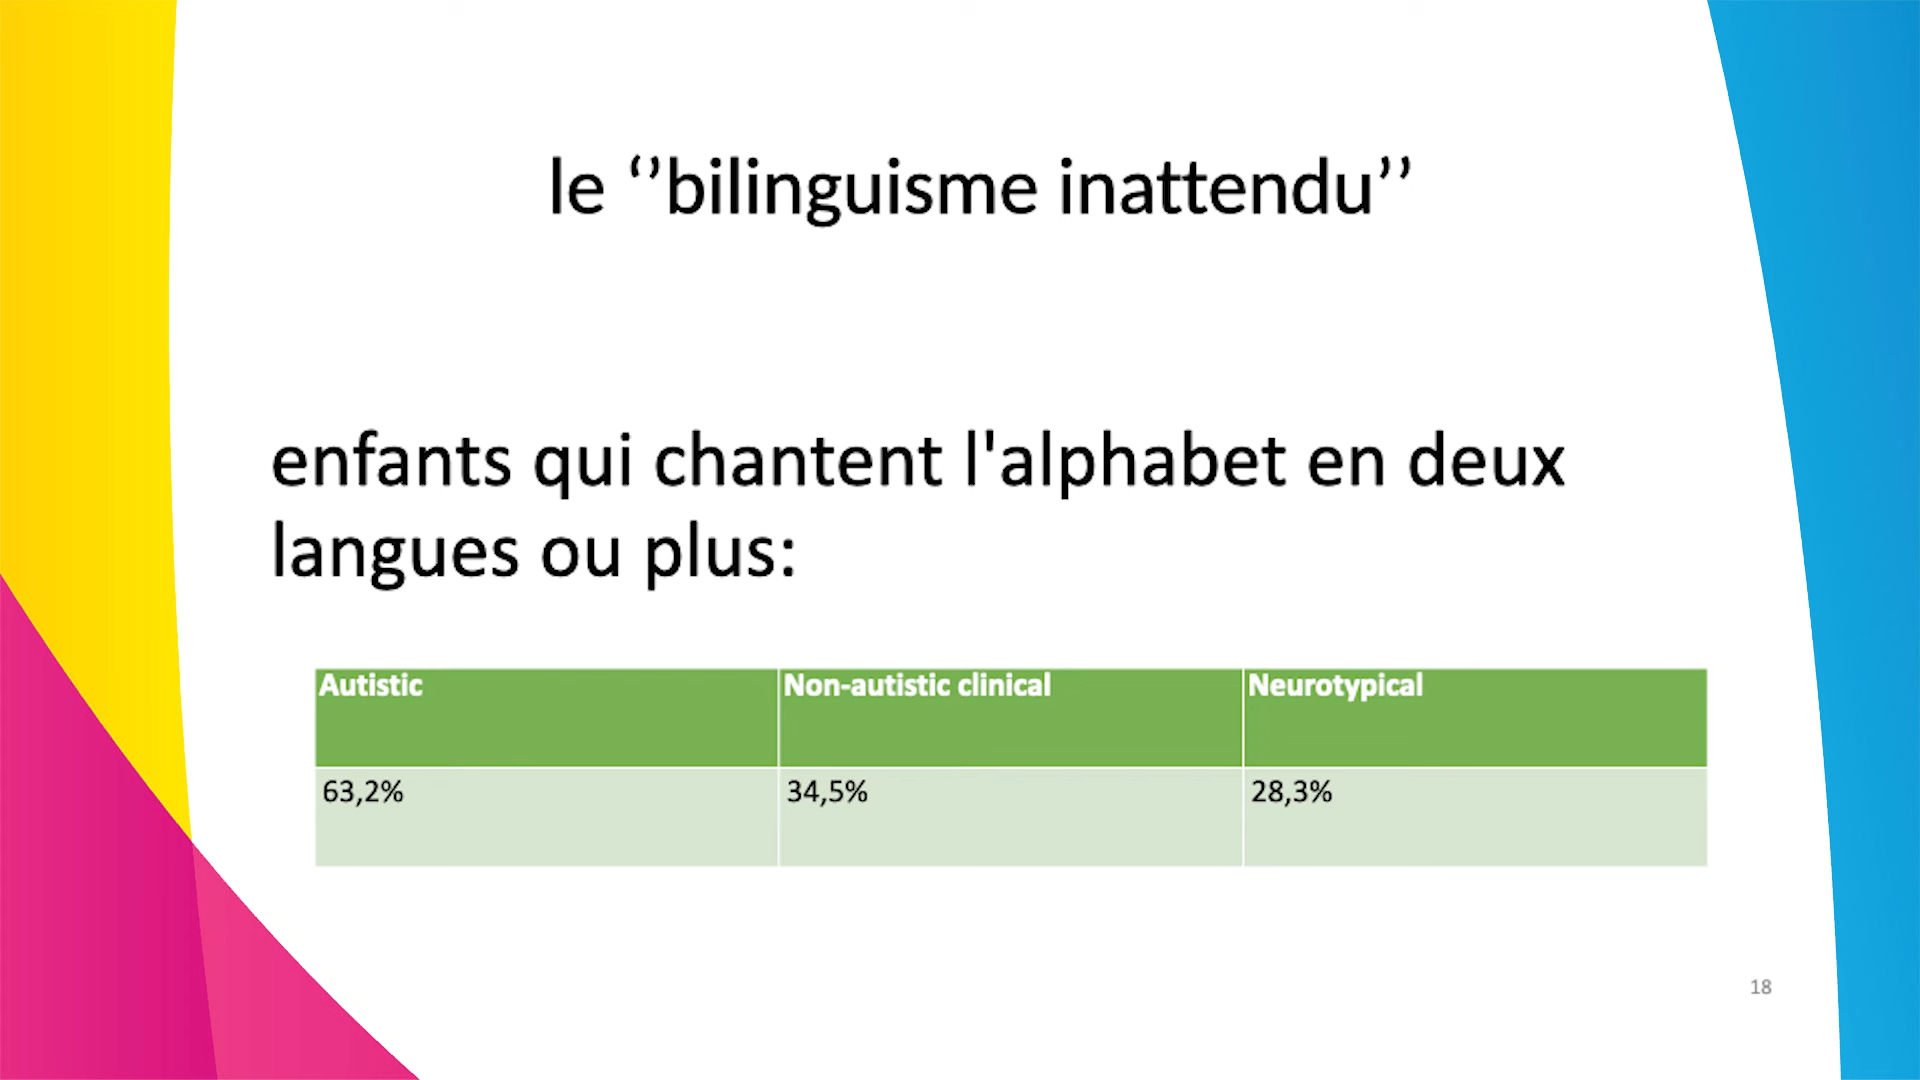 le ‘’bilinguisme inattendu’’
enfants qui chantent l'alphabet en deux
langues ou plus:
Autistic Non-autistic clinical Neurotypical
63,2% 34,5% 28,3%
18